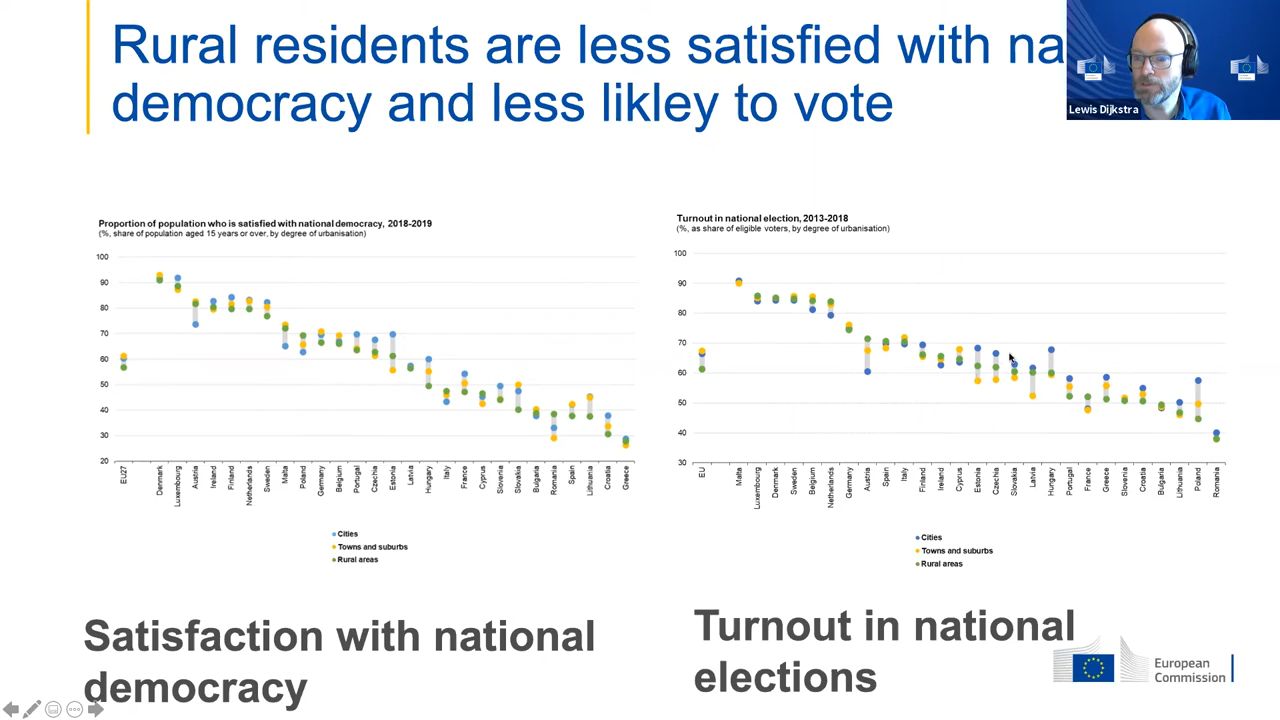 Rural residents are less satisfied with na
democracy and less likley to vote
Lewis Dijkstra
Proportion of population who is satisfied with national democracy, 2018-2019
(%, share of population aged 15 years or over, by degree of urbanisation)
100
90
80
70
60
50
40
30
20
EU27
Denmark
Luxembourg
Austria
Ireland
Finland
Netherlands
Sweden
Malta
Poland
Germany
Belgium
Portugal
Czechia
Estonia
Latvia
Hungary
Italy
France
Cyprus
Slovenia
Slovakia
Bulgaria
Romania
Spain
Lithuania
Croatia
Greece
Cities
Towns and suburbs
Rural areas
Turnout in national election, 2013-2018
(%, as share of eligible voters, by degree of urbanisation)
100
90
80
70
60
50
40
30
EU
Malta
Luxembourg
Denmark
Sweden
Belgium
Netherlands
Germany
Austria
Spain
Italy
Finland
Ireland
Cyprus
Estonia
Czechia
Slovakia
Latvia
Hungary
Portugal
France
Greece
Slovenia
Croatia
Bulgaria
Lithuania
Poland
Romania
Cities
Towns and suburbs
Rural areas
Satisfaction with national
democracy
Turnout in national
elections
European
Commission